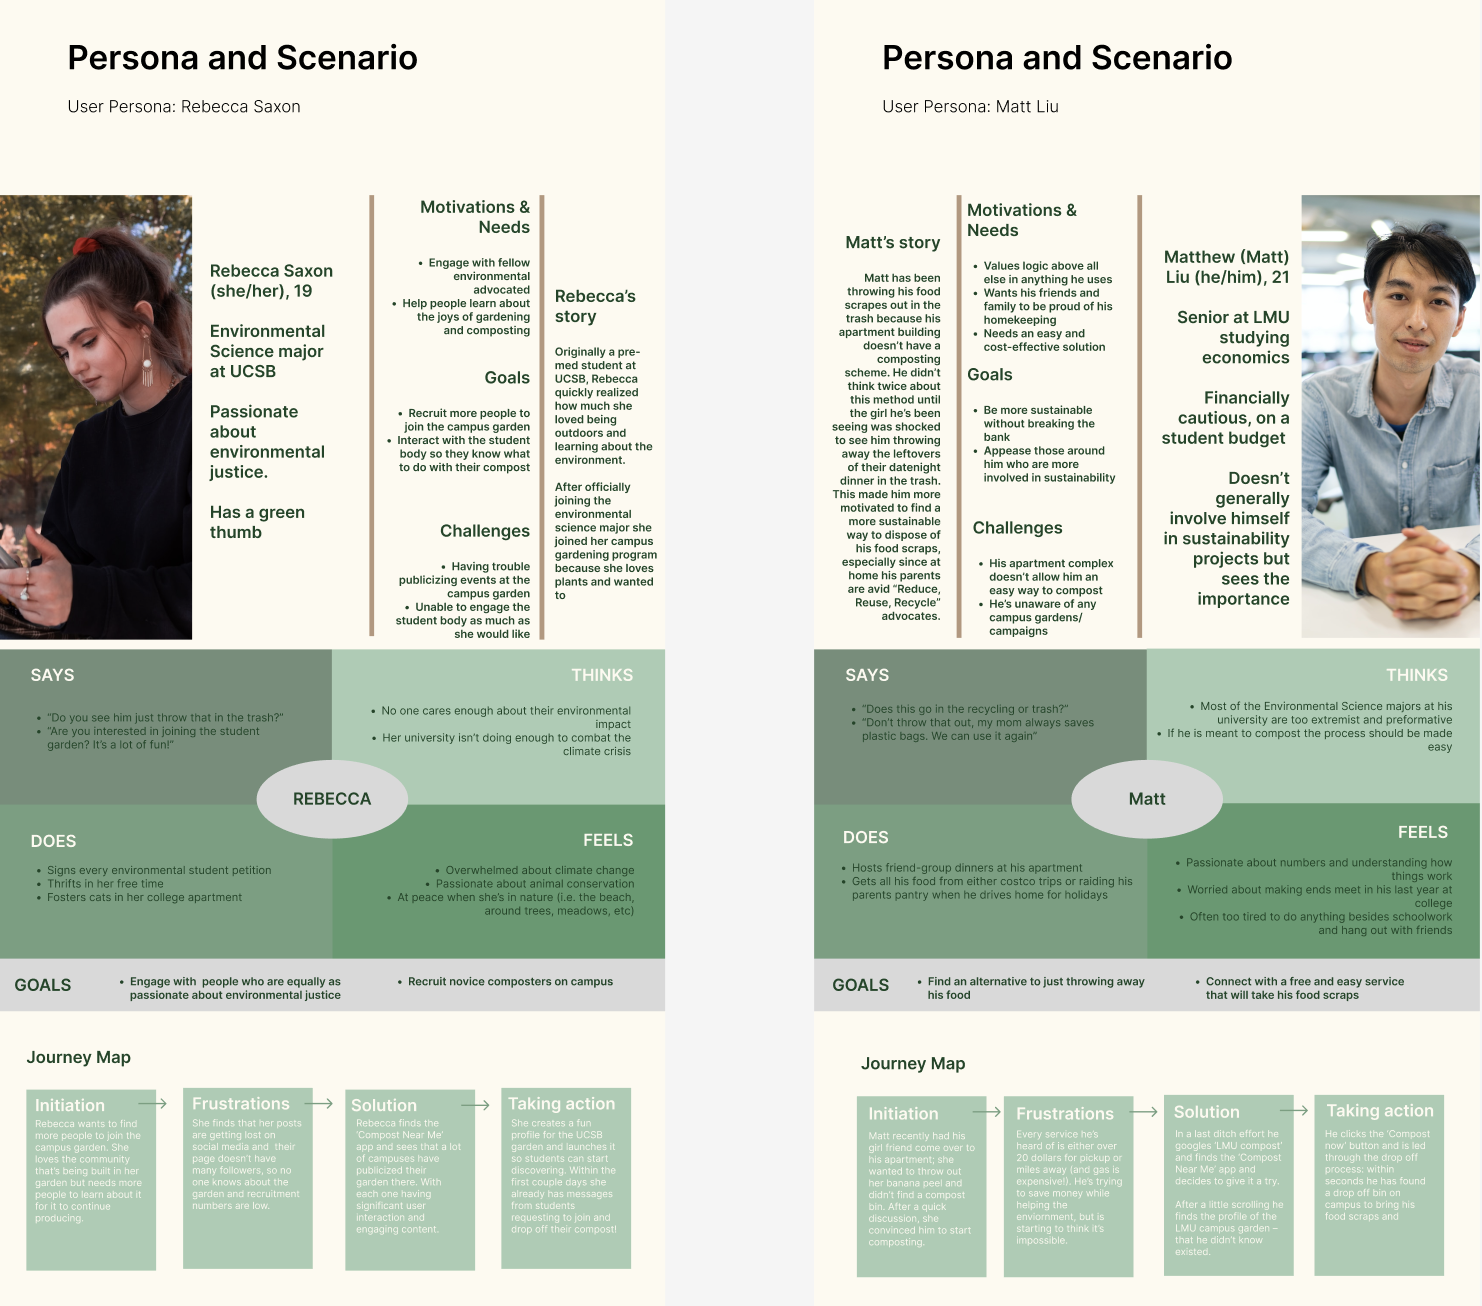 Persona and Scenario
User Persona: Rebecca Saxon
Rebecca Saxon
(she/her), 19
Environmental
Science major
at UCSB
Passionate
about
environmental
justice.
Has a green
thumb
Motivations &
Needs
• Engage with fellow
environmental
advocated
• Help people learn about
the joys of gardening
and composting
Goals
• Recruit more people to
join the campus garden
• Interact with the student
body so they know what
to do with their compost
Challenges
• Having trouble
publicizing events at the
campus garden
• Unable to engage the
student body as much as
she would like
Rebecca's
story
Originally a pre-
med student at
UCSB, Rebecca
quickly realized
how much she
loved being
outdoors and
learning about the
environment.
After officially
joining the
environmental
science major she
joined her campus
gardening program
because she loves
plants and wanted
to
SAYS
• "Do you see him just throw that in the trash?"
• "Are you interested in joining the student
garden? It's a lot of fun!"
THINKS
• No one cares enough about their environmental
impact
• Her university isn't doing enough to combat the
climate crisis
REBECCA
DOES
• Signs every environmental student petition
• Thrifts in her free time
• Fosters cats in her college apartment
FEELS
• Overwhelmed about climate change
• Passionate about animal conservation
• At peace when she's in nature (i.e. the beach,
around trees, meadows, etc)
GOALS
• Engage with  people who are equally as
passionate about environmental justice
• Recruit novice composters on campus
Journey Map
Initiation
Rebecca wants to find
more people to join the
campus garden. She
loves the community
that's being built in her
garden but needs more
people to learn about it
for it to continue
producing.
Frustrations
She finds that her posts
are getting lost on
social media and  their
page doesn't have
many followers, so no
one knows about the
garden and recruitment
numbers are low.
Solution
Rebecca finds the
'Compost Near Me'
app and sees that a lot
of campuses have
publicized their
garden there. With
each one having
significant user
interaction and
engaging content.
Taking action
She creates a fun
profile for the UCSB
garden and launches it
so students can start
discovering. Within the
first couple days she
already has messages
from students
requesting to join and
drop off their compost!
Persona and Scenario
User Persona: Matt Liu
Matt's story
Matt has been
throwing his food
scrapes out in the
trash because his
apartment building
doesn't have a
composting
scheme. He didn't
think twice about
this method until
the girl he's been
seeing was shocked
to see him throwing
away the leftovers
of their datenight
dinner in the trash.
This made him more
motivated to find a
more sustainable
way to dispose of
his food scraps,
especially since at
home his parents
are avid "Reduce,
Reuse, Recycle"
advocates.
Motivations &
Needs
• Values logic above all
else in anything he uses
• Wants his friends and
family to be proud of his
homekeeping
• Needs an easy and
cost-effective solution
Goals
• Be more sustainable
without breaking the
bank
• Appease those around
him who are more
involved in sustainability
Challenges
• His apartment complex
doesn't allow him an
easy way to compost
• He's unaware of any
campus gardens/
campaigns
Matthew (Matt)
Liu (he/him), 21
Senior at LMU
studying
economics
Financially
cautious, on a
student budget
Doesn't
generally
involve himself
in sustainability
projects but
sees the
importance
SAYS
• "Does this go in the recycling or trash?"
• "Don't throw that out, my mom always saves
plastic bags. We can use it again"
THINKS
• Most of the Environmental Science majors at his
university are too extremist and preformative
• If he is meant to compost the process should be made
easy
Matt
DOES
• Hosts friend-group dinners at his apartment
• Gets all his food from either costco trips or raiding his
parents pantry when he drives home for holidays
FEELS
• Passionate about numbers and understanding how
things work
• Worried about making ends meet in his last year at
college
• Often too tired to do anything besides schoolwork
and hang out with friends
GOALS
• Find an alternative to just throwing away
his food
• Connect with a free and easy service
that will take his food scraps
Journey Map
Initiation
Matt recently had his
girl friend come over to
his apartment; she
wanted to throw out
her banana peel and
didn't find a compost
bin. After a quick
discussion, she
convinced him to start
composting.
Frustrations
Every service he's
heard of is either over
20 dollars for pickup or
miles away (and gas is
expensive!). He's trying
to save money while
helping the
enviornment, but is
starting to think it's
impossible.
Solution
In a last ditch effort he
googles 'LMU compost'
and finds the 'Compost
Near Me' app and
decides to give it a try.
After a little scrolling he
finds the profile of the
LMU campus garden –
that he didn't know
existed.
Taking action
He clicks the 'Compost
now' button and is led
through the drop off
process: within
seconds he has found
a drop off bin on
campus to bring his
food scraps and